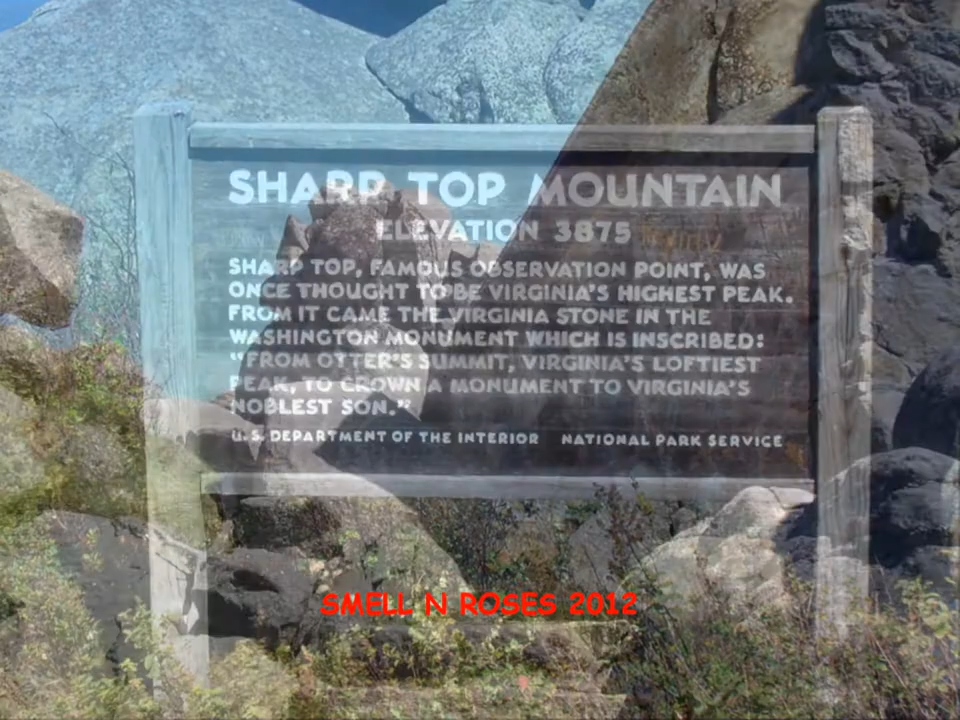 SHARP TOP MOUNTAIN
ELEVATION 3875
SHARP TOP, FAMOUS OBSERVATION POINT, WAS
ONCE THOUGHT TO BE VIRGINIA'S HIGHEST PEAK.
FROM IT CAME THE VIRGINIA STONE IN THE
WASHINGTON MONUMENT WHICH IS INSCRIBED:
"FROM OTTER'S SUMMIT, VIRGINIA'S LOFTIEST
PEAK, TO CROWN A MONUMENT TO VIRGINIA'S
NOBLEST SON."
U.S. DEPARTMENT OF THE INTERIOR NATIONAL PARK SERVICE
SMELL N ROSES 2012